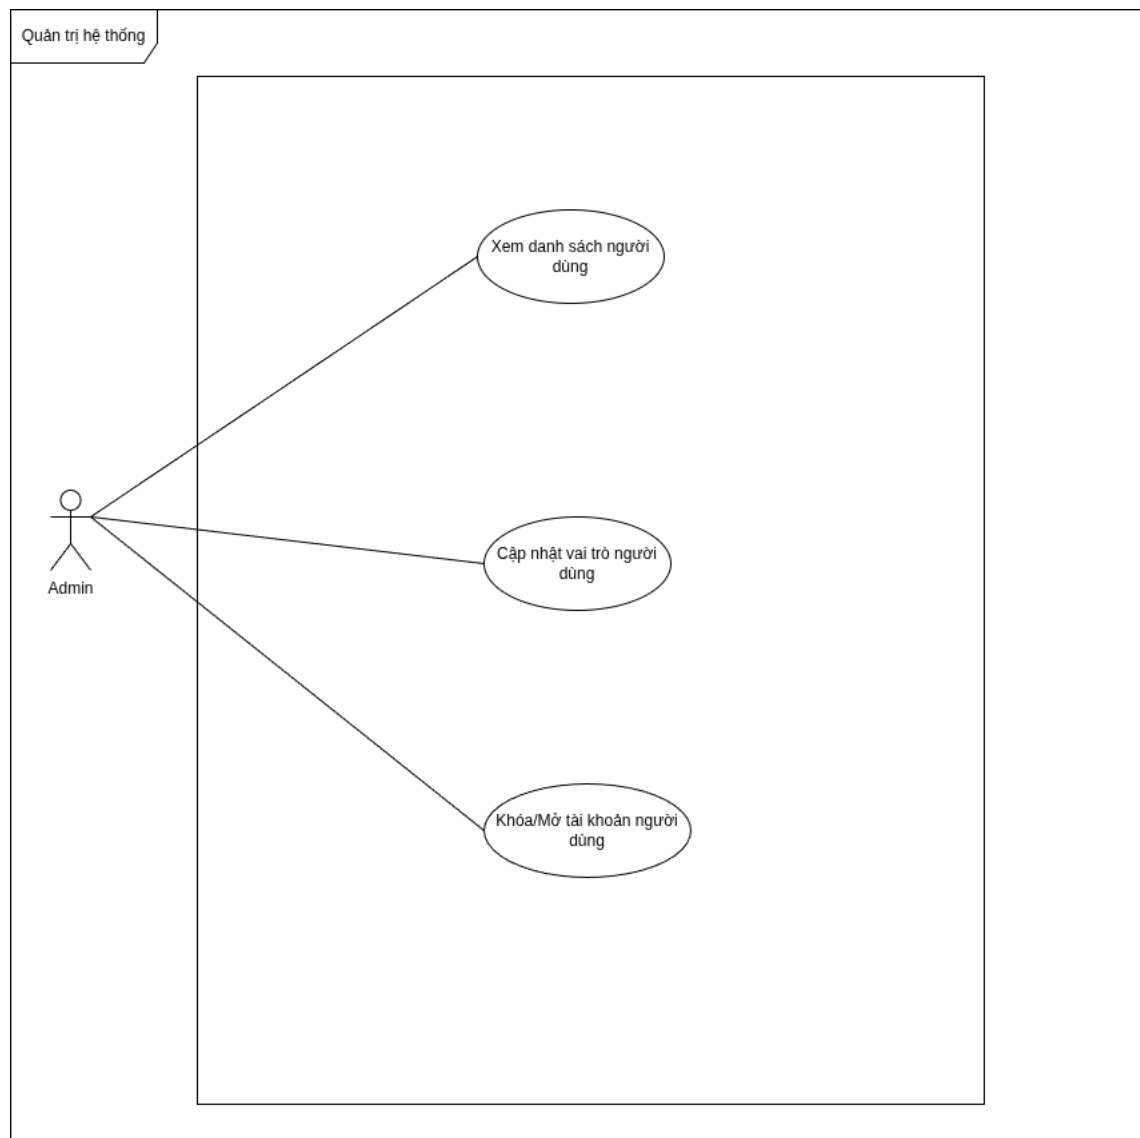 Quản trị hệ thống
Xem danh sách người
dùng
Cập nhật vai trò người
dùng
Admin
Khóa/Mở tài khoản người
dùng